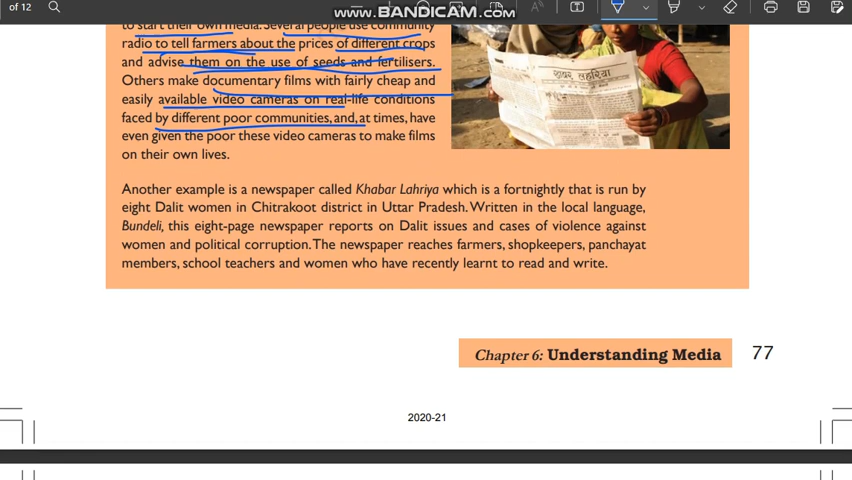 WWW.BANDICAM.COM
of 12
to start their own media. Several people use community
radio to tell farmers about the prices of different crops
and advise them on the use of seeds and fertilisers.
Others make documentary films with fairly cheap and
easily available video cameras on real-life conditions
faced by different poor communities, and, at times, have
even given the poor these video cameras to make films
on their own lives.
खबर लहरिया
Another example is a newspaper called Khabar Lahriya which is a fortnightly that is run by
eight Dalit women in Chitrakoot district in Uttar Pradesh. Written in the local language,
Bundeli, this eight-page newspaper reports on Dalit issues and cases of violence against
women and political corruption. The newspaper reaches farmers, shopkeepers, panchayat
members, school teachers and women who have recently learnt to read and write.
Chapter 6: Understanding Media 77
2020-21